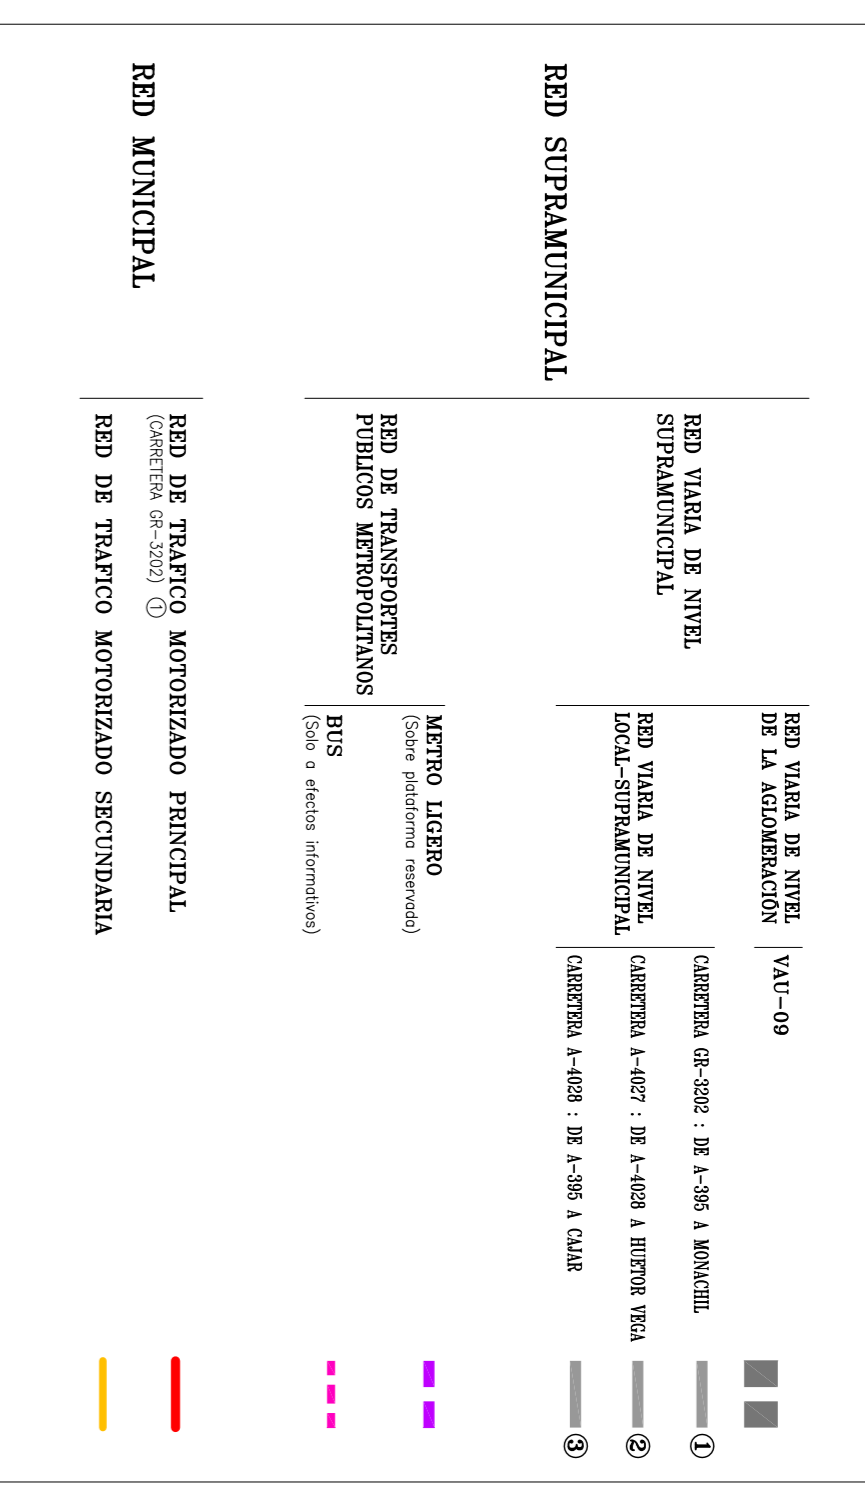 RED SUPRAMUNICIPAL
RED VIARIA DE NIVEL
SUPRAMUNICIPAL
RED VIARIA DE NIVEL
DE LA AGLOMERACIÓN
VAU-09
RED VIARIA DE NIVEL
LOCAL-SUPRAMUNICIPAL
CARRETERA GR-3202 : DE A-395 A MONACHIL
①
CARRETERA A-4027 : DE A-4028 A HUETOR VEGA
②
CARRETERA A-4028 : DE A-395 A CAJAR
③
RED DE TRANSPORTES
PUBLICOS METROPOLITANOS
METRO LIGERO
(Sobre plataforma reservada)
BUS
(Solo a efectos informativos)
RED MUNICIPAL
RED DE TRAFICO MOTORIZADO PRINCIPAL
(CARRETERA GR-3202) ①
RED DE TRAFICO MOTORIZADO SECUNDARIA